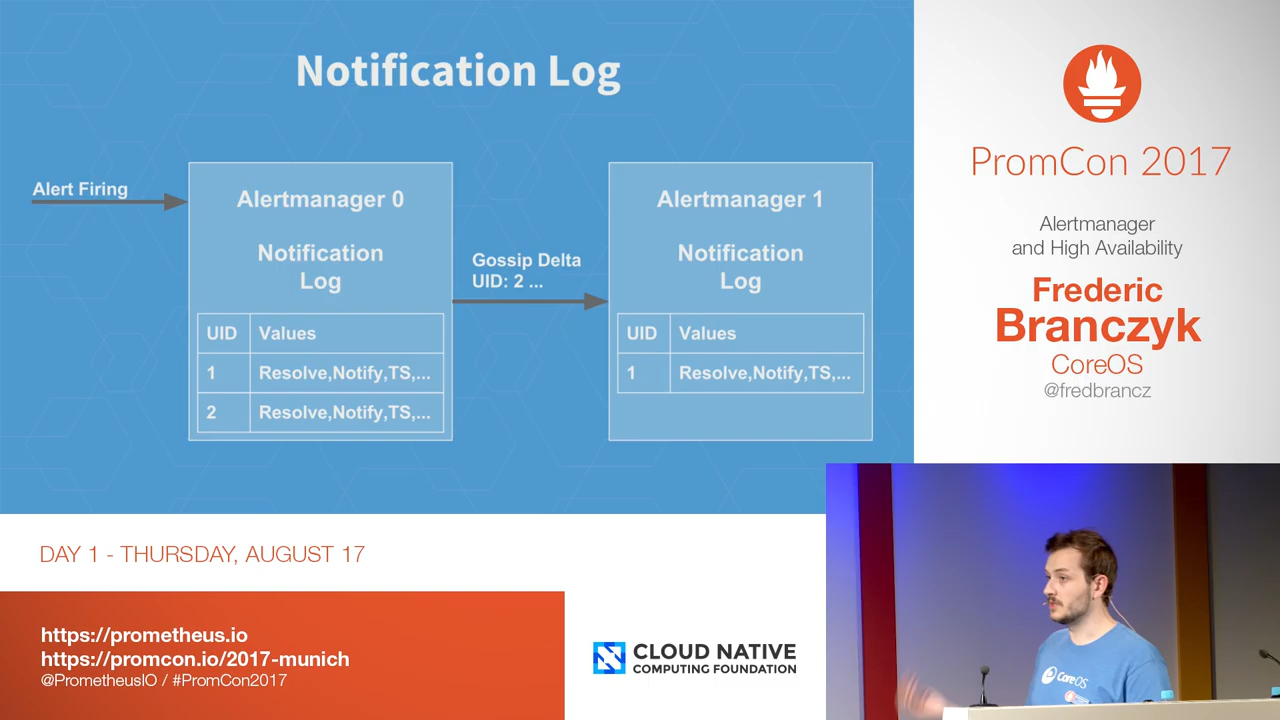 Notification Log
Alert Firing
Alertmanager 0
Notification
Log
UID Values
1 Resolve,Notify,TS,...
2 Resolve,Notify,TS,...
Gossip Delta
UID: 2 ...
Alertmanager 1
Notification
Log
UID Values
1 Resolve,Notify,TS,...
PromCon 2017
Alertmanager
and High Availability
Frederic
Branczyk
CoreOS
@fredbrancz
DAY 1 - THURSDAY, AUGUST 17
https://prometheus.io
https://promcon.io/2017-munich
@PrometheusIO / #PromCon2017
CLOUD NATIVE
COMPUTING FOUNDATION
CoreOS